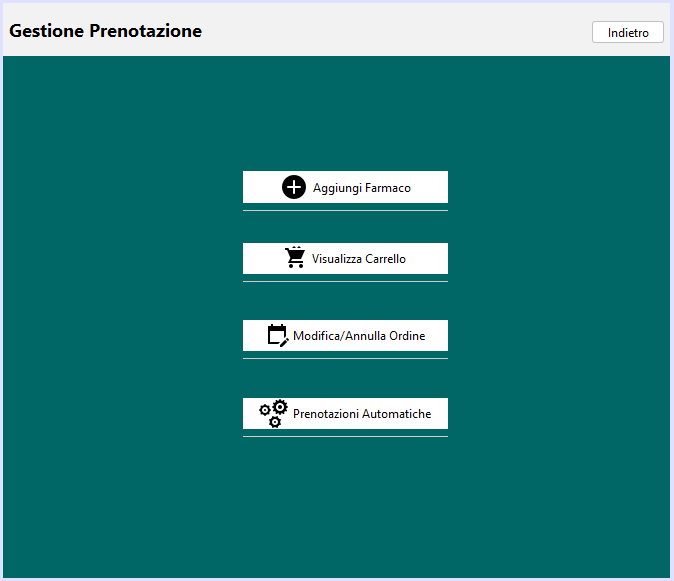 Gestione Prenotazione
Indietro
Aggiungi Farmaco
Visualizza Carrello
Modifica/Annulla Ordine
Prenotazioni Automatiche